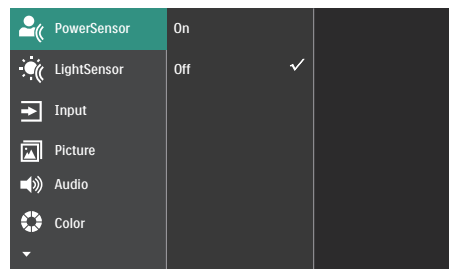 PowerSensor
On
LightSensor
Off
Input
Picture
Audio
Color